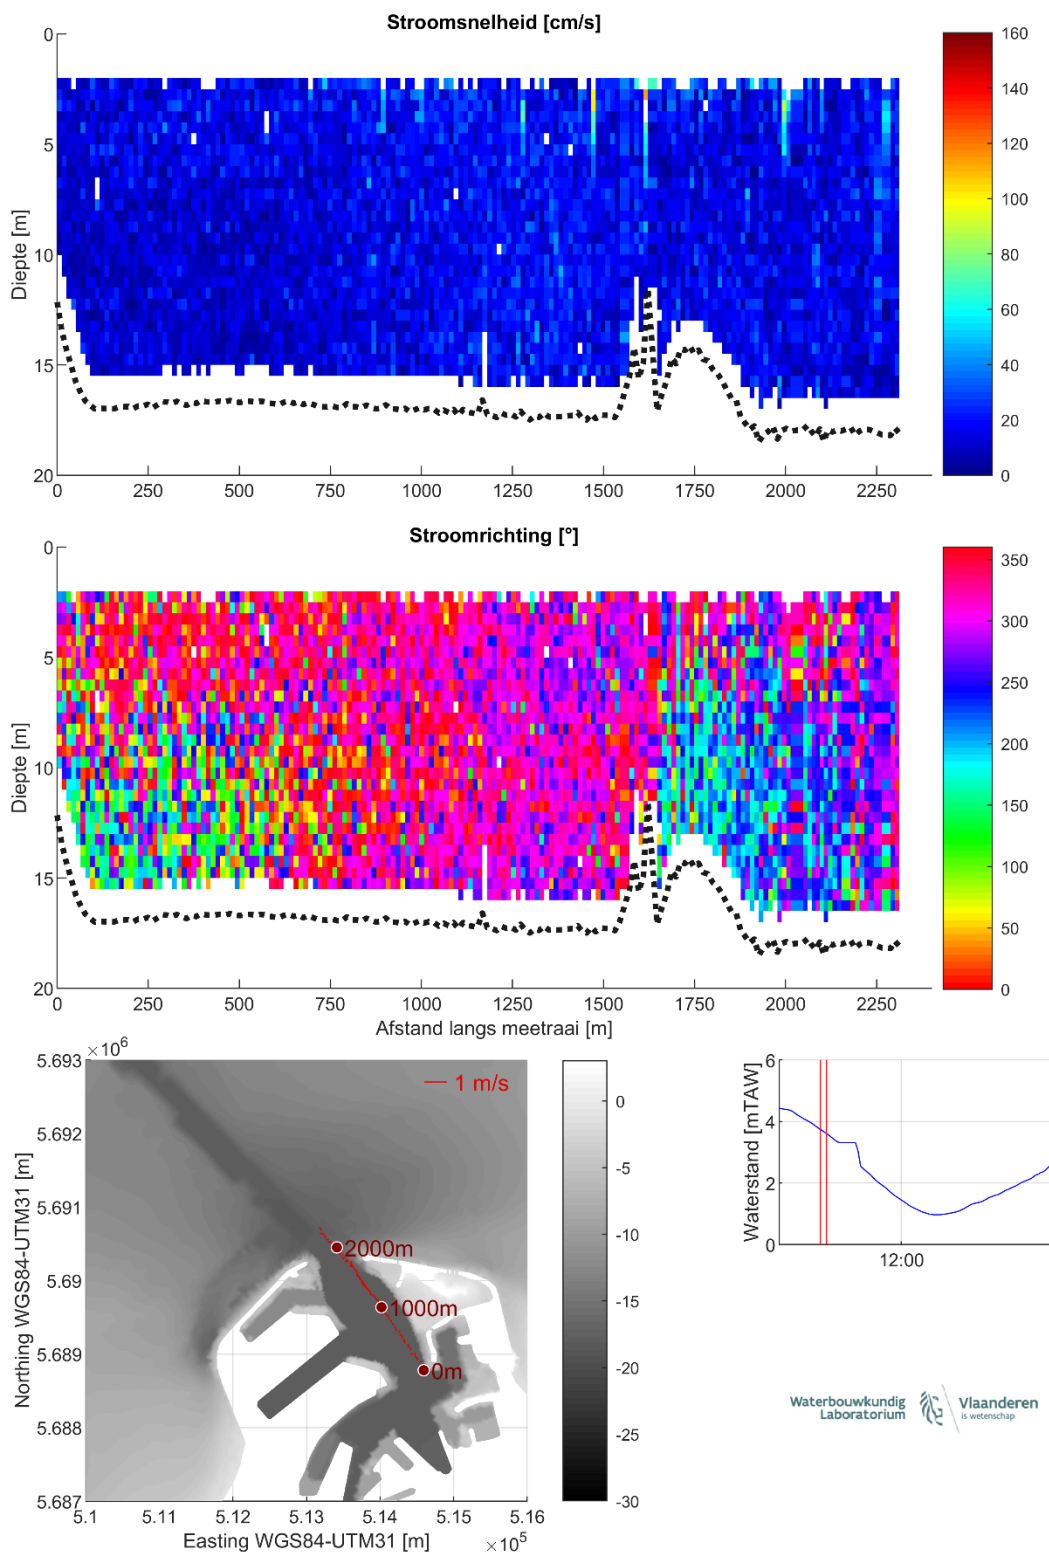 Stroomsnelheid [cm/s]
0
5
10
15
20
Diepte [m]
0 250 500 750 1000 1250 1500 1750 2000 2250
160
140
120
100
80
60
40
20
0
Stroomrichting [°]
0
5
10
15
20
Diepte [m]
0 250 500 750 1000 1250 1500 1750 2000 2250
Afstand langs meetraai [m]
350
300
250
200
150
100
50
0
×10⁶
5.693
5.692
5.691
5.69
5.689
5.688
5.687
Northing WGS84-UTM31 [m]
1 m/s
2000m
1000m
0m
5.1 5.11 5.12 5.13 5.14 5.15 5.16
Easting WGS84-UTM31 [m]
×10⁵
0
-5
-10
-15
-20
-25
-30
Waterstand [mTAW]
6
4
2
0
12:00
Waterbouwkundig
Laboratorium
Vlaanderen
is wetenschap